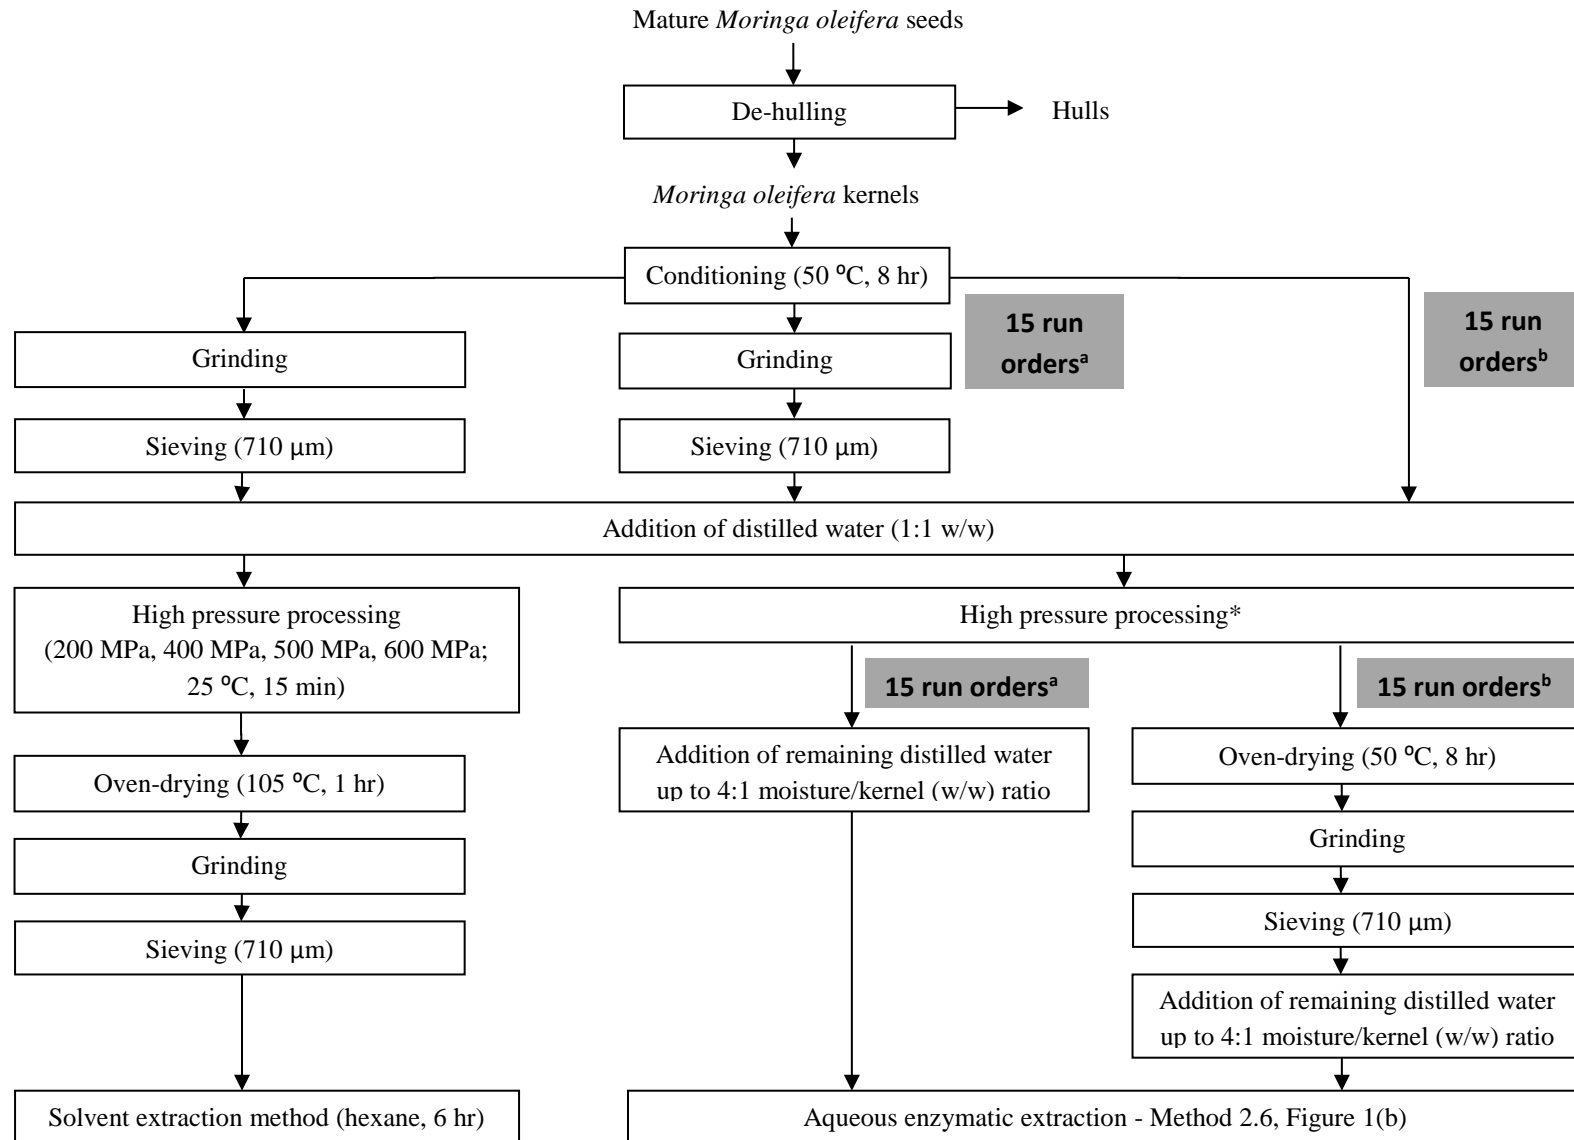 Mature Moringa oleifera seeds
De-hulling
Hulls
Moringa oleifera kernels
Conditioning (50 ⁰C, 8 hr)
15 run
orders^a
15 run
orders^b
Grinding
Grinding
Sieving (710 µm)
Sieving (710 µm)
Addition of distilled water (1:1 w/w)
High pressure processing
(200 MPa, 400 MPa, 500 MPa, 600 MPa;
25 ⁰C, 15 min)
High pressure processing*
15 run orders^a
15 run orders^b
Oven-drying (105 ⁰C, 1 hr)
Addition of remaining distilled water
up to 4:1 moisture/kernel (w/w) ratio
Oven-drying (50 ⁰C, 8 hr)
Grinding
Grinding
Sieving (710 µm)
Sieving (710 µm)
Addition of remaining distilled water
up to 4:1 moisture/kernel (w/w) ratio
Solvent extraction method (hexane, 6 hr)
Aqueous enzymatic extraction - Method 2.6, Figure 1(b)